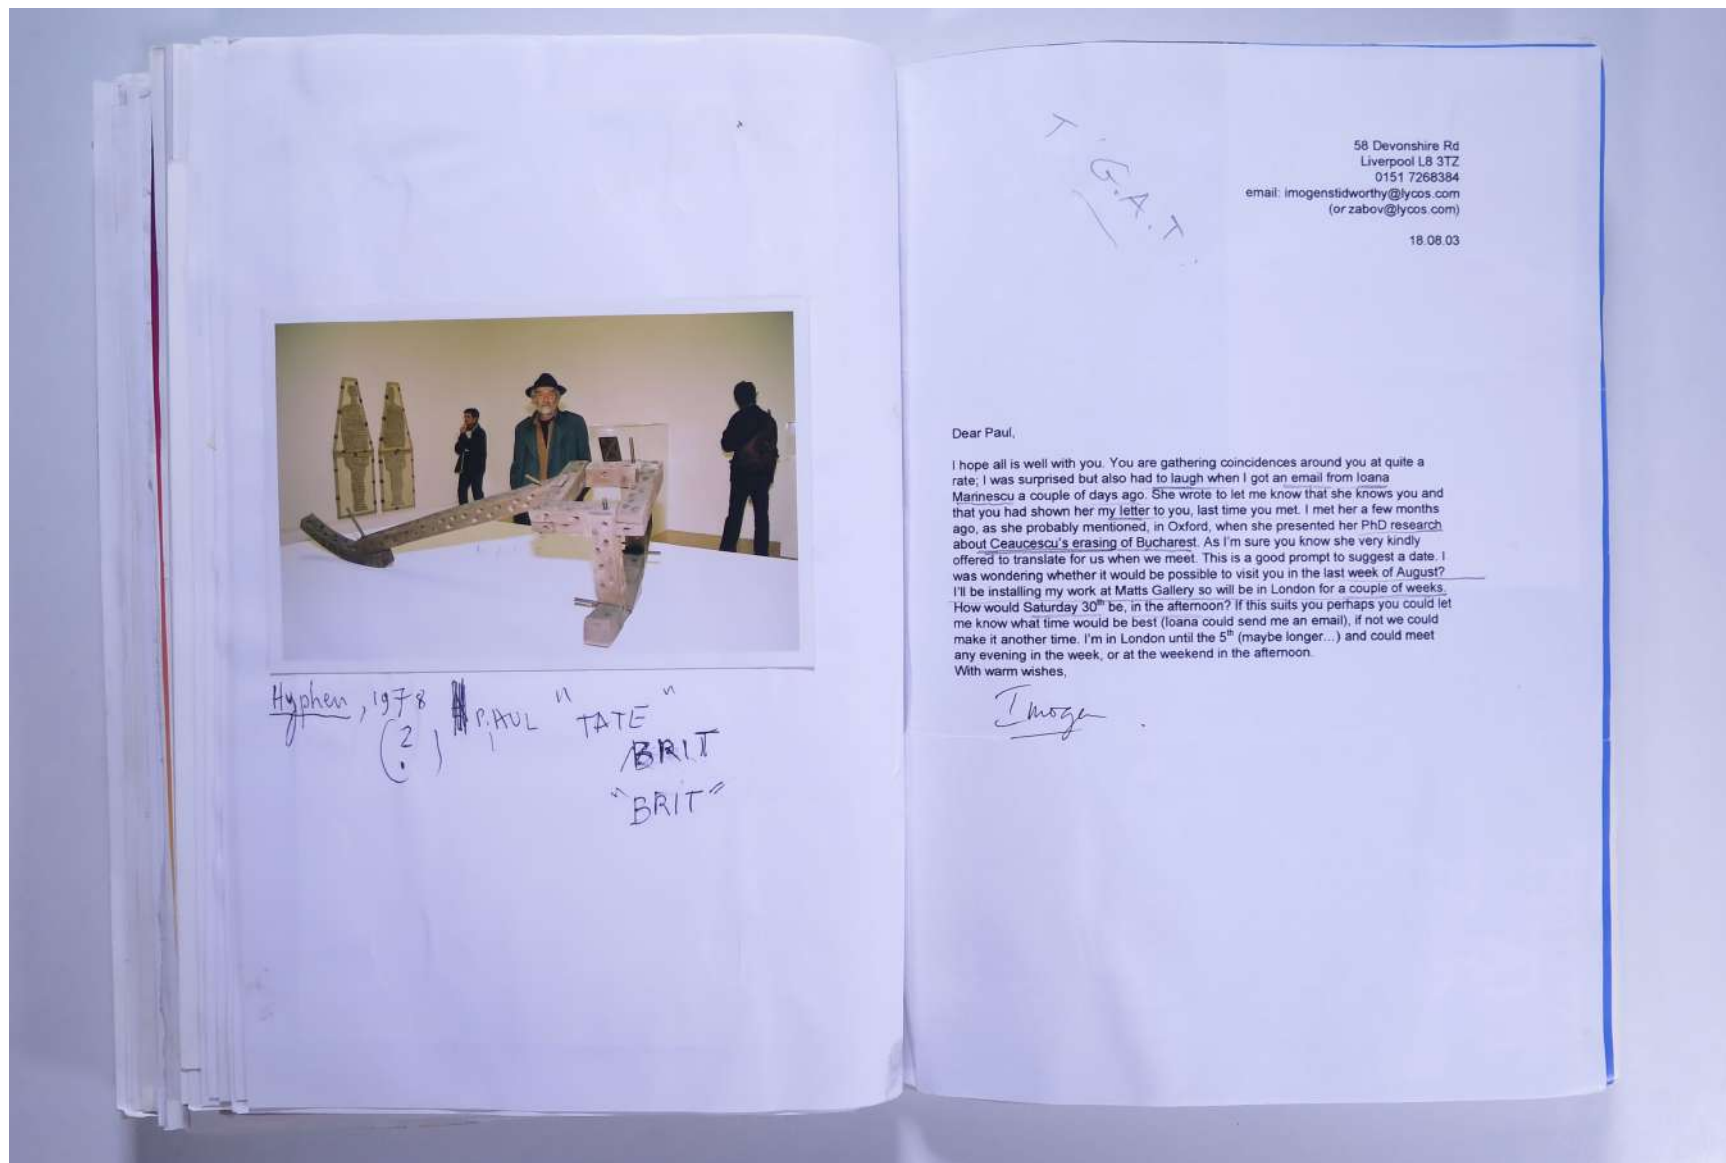 Hyphen, 1978 PAUL "TATE"
(?)
BRIT
"BRIT"
T.G.A.T.
58 Devonshire Rd
Liverpool L8 3TZ
0151 7268384
email: imogenstidworthy@lycos.com
(or zabov@lycos.com)
18.08.03
Dear Paul,
I hope all is well with you. You are gathering coincidences around you at quite a
rate; I was surprised but also had to laugh when I got an email from Ioana
Marinescu a couple of days ago. She wrote to let me know that she knows you and
that you had shown her my letter to you, last time you met. I met her a few months
ago, as she probably mentioned, in Oxford, when she presented her PhD research
about Ceaucescu's erasing of Bucharest. As I'm sure you know she very kindly
offered to translate for us when we meet. This is a good prompt to suggest a date. I
was wondering whether it would be possible to visit you in the last week of August?
I'll be installing my work at Matts Gallery so will be in London for a couple of weeks.
How would Saturday 30th be, in the afternoon? If this suits you perhaps you could let
me know what time would be best (Ioana could send me an email), if not we could
make it another time. I'm in London until the 5th (maybe longer...) and could meet
any evening in the week, or at the weekend in the afternoon.
With warm wishes,
Imogen